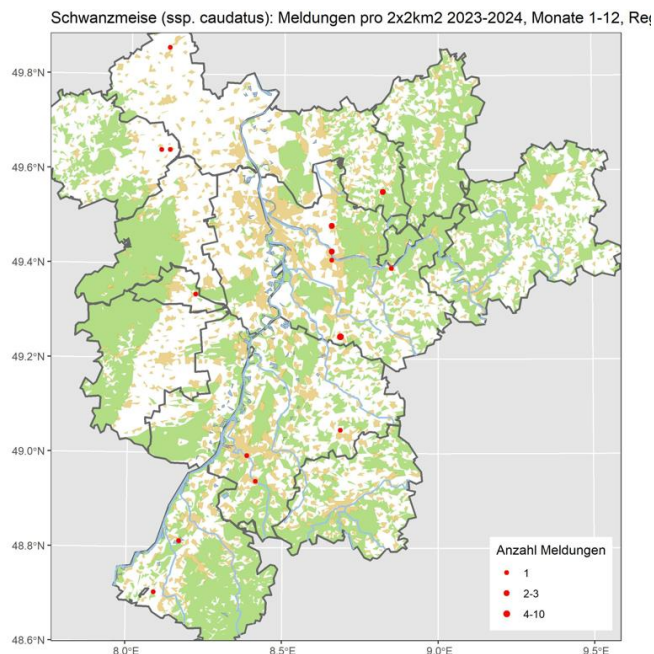 Schwanzmeise (ssp. caudatus): Meldungen pro 2x2km2 2023-2024, Monate 1-12, Reg
49.8°N
49.6°N
49.4°N
49.2°N
49.0°N
48.8°N
48.6°N
8.0°E 8.5°E 9.0°E 9.5°E
Anzahl Meldungen
1
2-3
4-10